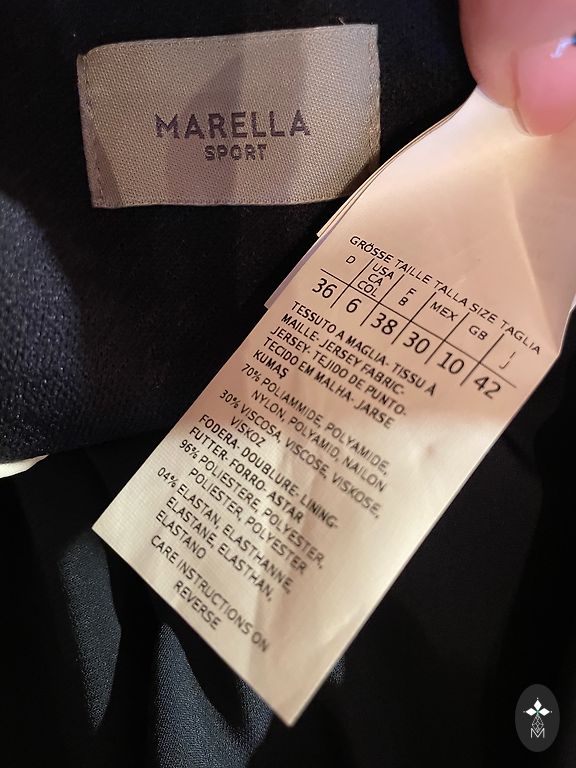 MARELLA
SPORT
GRÖSSE TAILLE TALLA SIZE TAGLIA
D USA CA COL F B MEX GB I J
36 6 38 30 10 42
TESSUTO A MAGLIA- TISSU À
MAILLE- JERSEY FABRIC-
JERSEY-TEJIDO DE PUNTO-
TECIDO EM MALHA- JARSE
KUMAS
70% POLIAMMIDE, POLYAMIDE,
NYLON, POLYAMID, NAILON
30% VISCOSA, VISCOSE, VISKOSE,
VISKOZ
FODERA, DOUBLURE- LINING-
FUTTER- FORRO- ASTAR
96% POLIESTERE, POLYESTER,
POLIESTER, POLYESTER
04% ELASTAN, ELASTHANNE,
ELASTANE, ELASTHAN,
ELASTANO
CARE INSTRUCTIONS ON
REVERSE
M